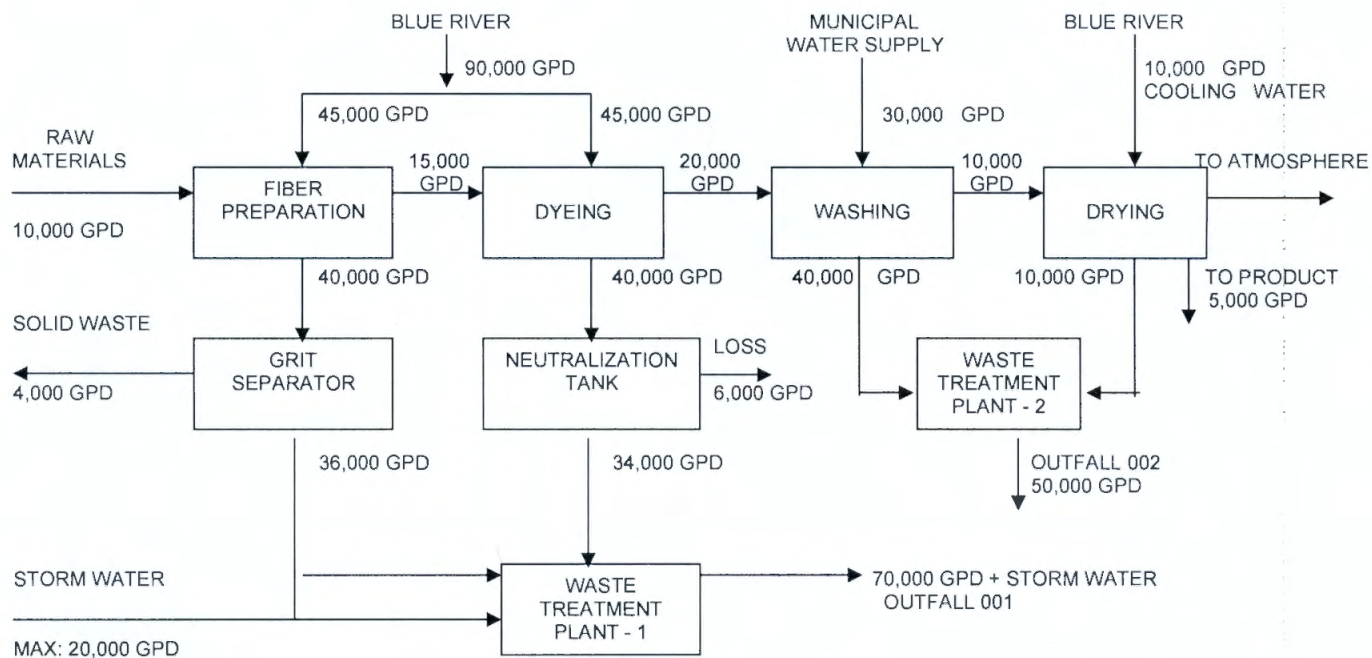 BLUE RIVER
90,000 GPD
MUNICIPAL
WATER SUPPLY
BLUE RIVER
10,000 GPD
COOLING WATER
45,000 GPD
45,000 GPD
30,000 GPD
RAW
MATERIALS
10,000 GPD
FIBER
PREPARATION
15,000
GPD
DYEING
20,000
GPD
WASHING
10,000
GPD
DRYING
TO ATMOSPHERE
40,000 GPD
40,000 GPD
40,000 GPD
10,000 GPD
TO PRODUCT
5,000 GPD
SOLID WASTE
4,000 GPD
GRIT
SEPARATOR
NEUTRALIZATION
TANK
LOSS
6,000 GPD
WASTE
TREATMENT
PLANT - 2
36,000 GPD
34,000 GPD
OUTFALL 002
50,000 GPD
STORM WATER
MAX: 20,000 GPD
WASTE
TREATMENT
PLANT - 1
70,000 GPD + STORM WATER
OUTFALL 001